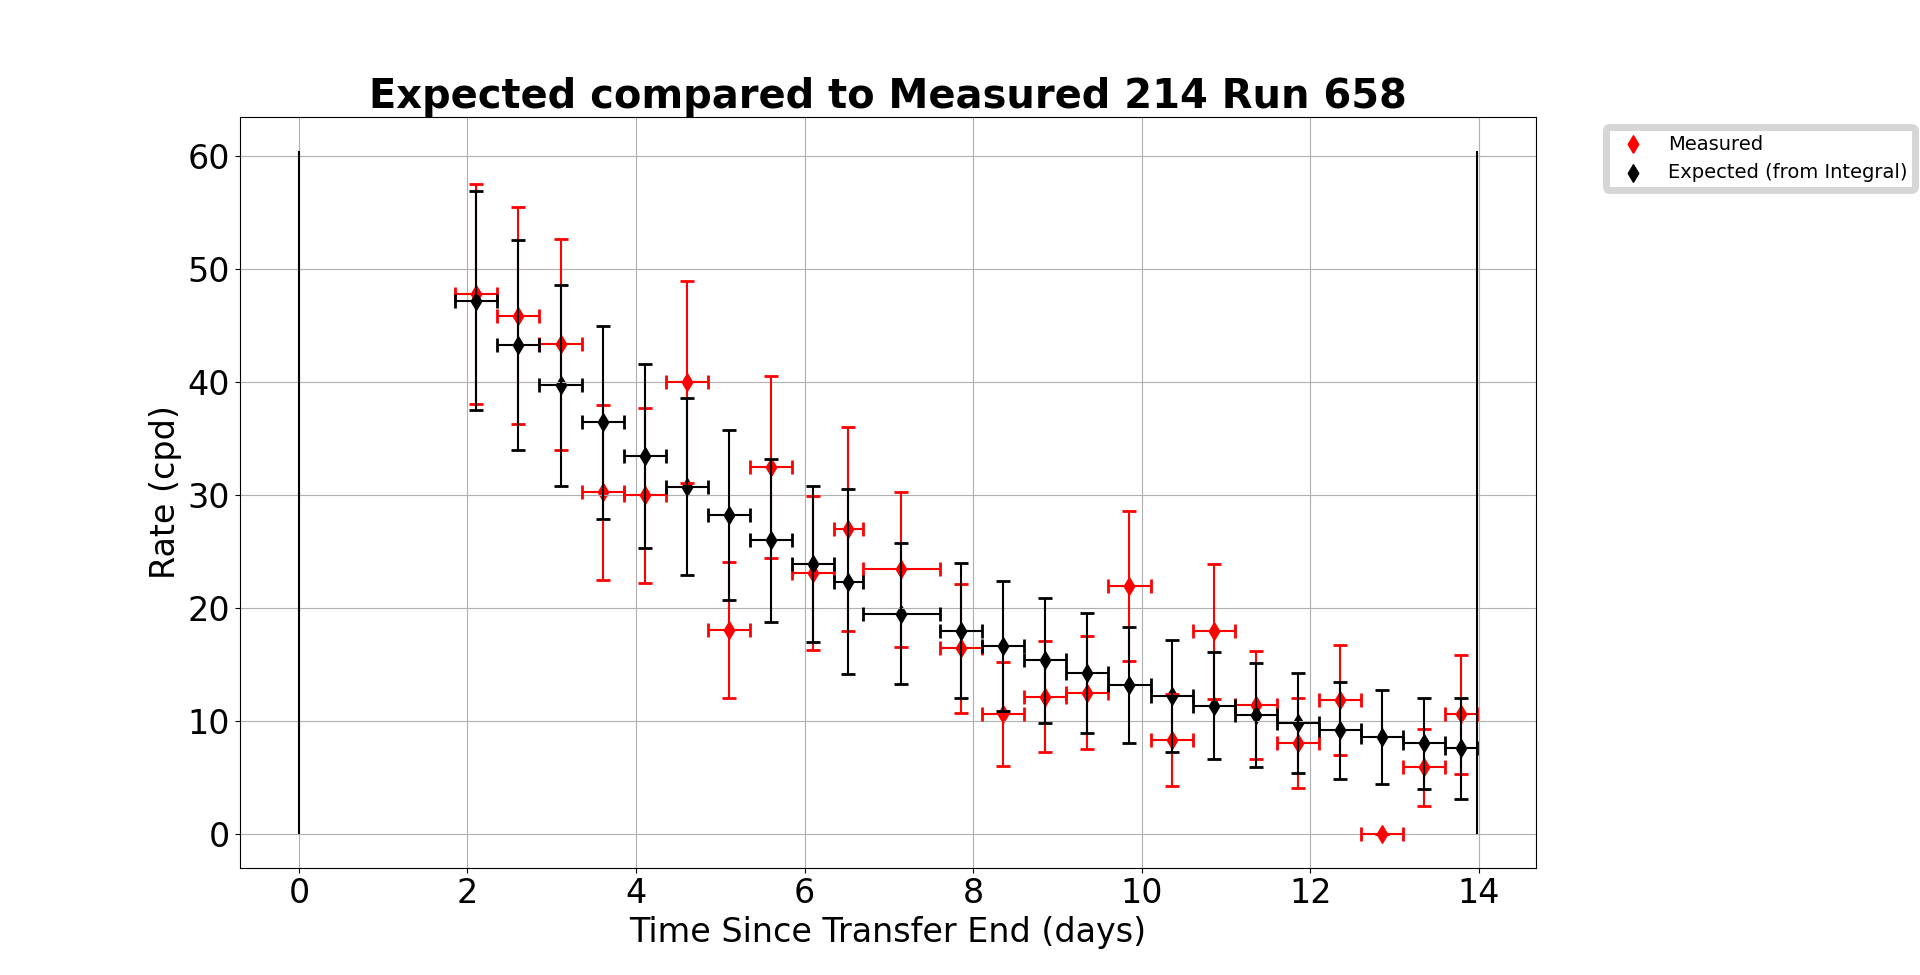 Expected compared to Measured 214 Run 658
Measured
Expected (from Integral)
60
50
40
30
20
10
0
Rate (cpd)
0 2 4 6 8 10 12 14
Time Since Transfer End (days)